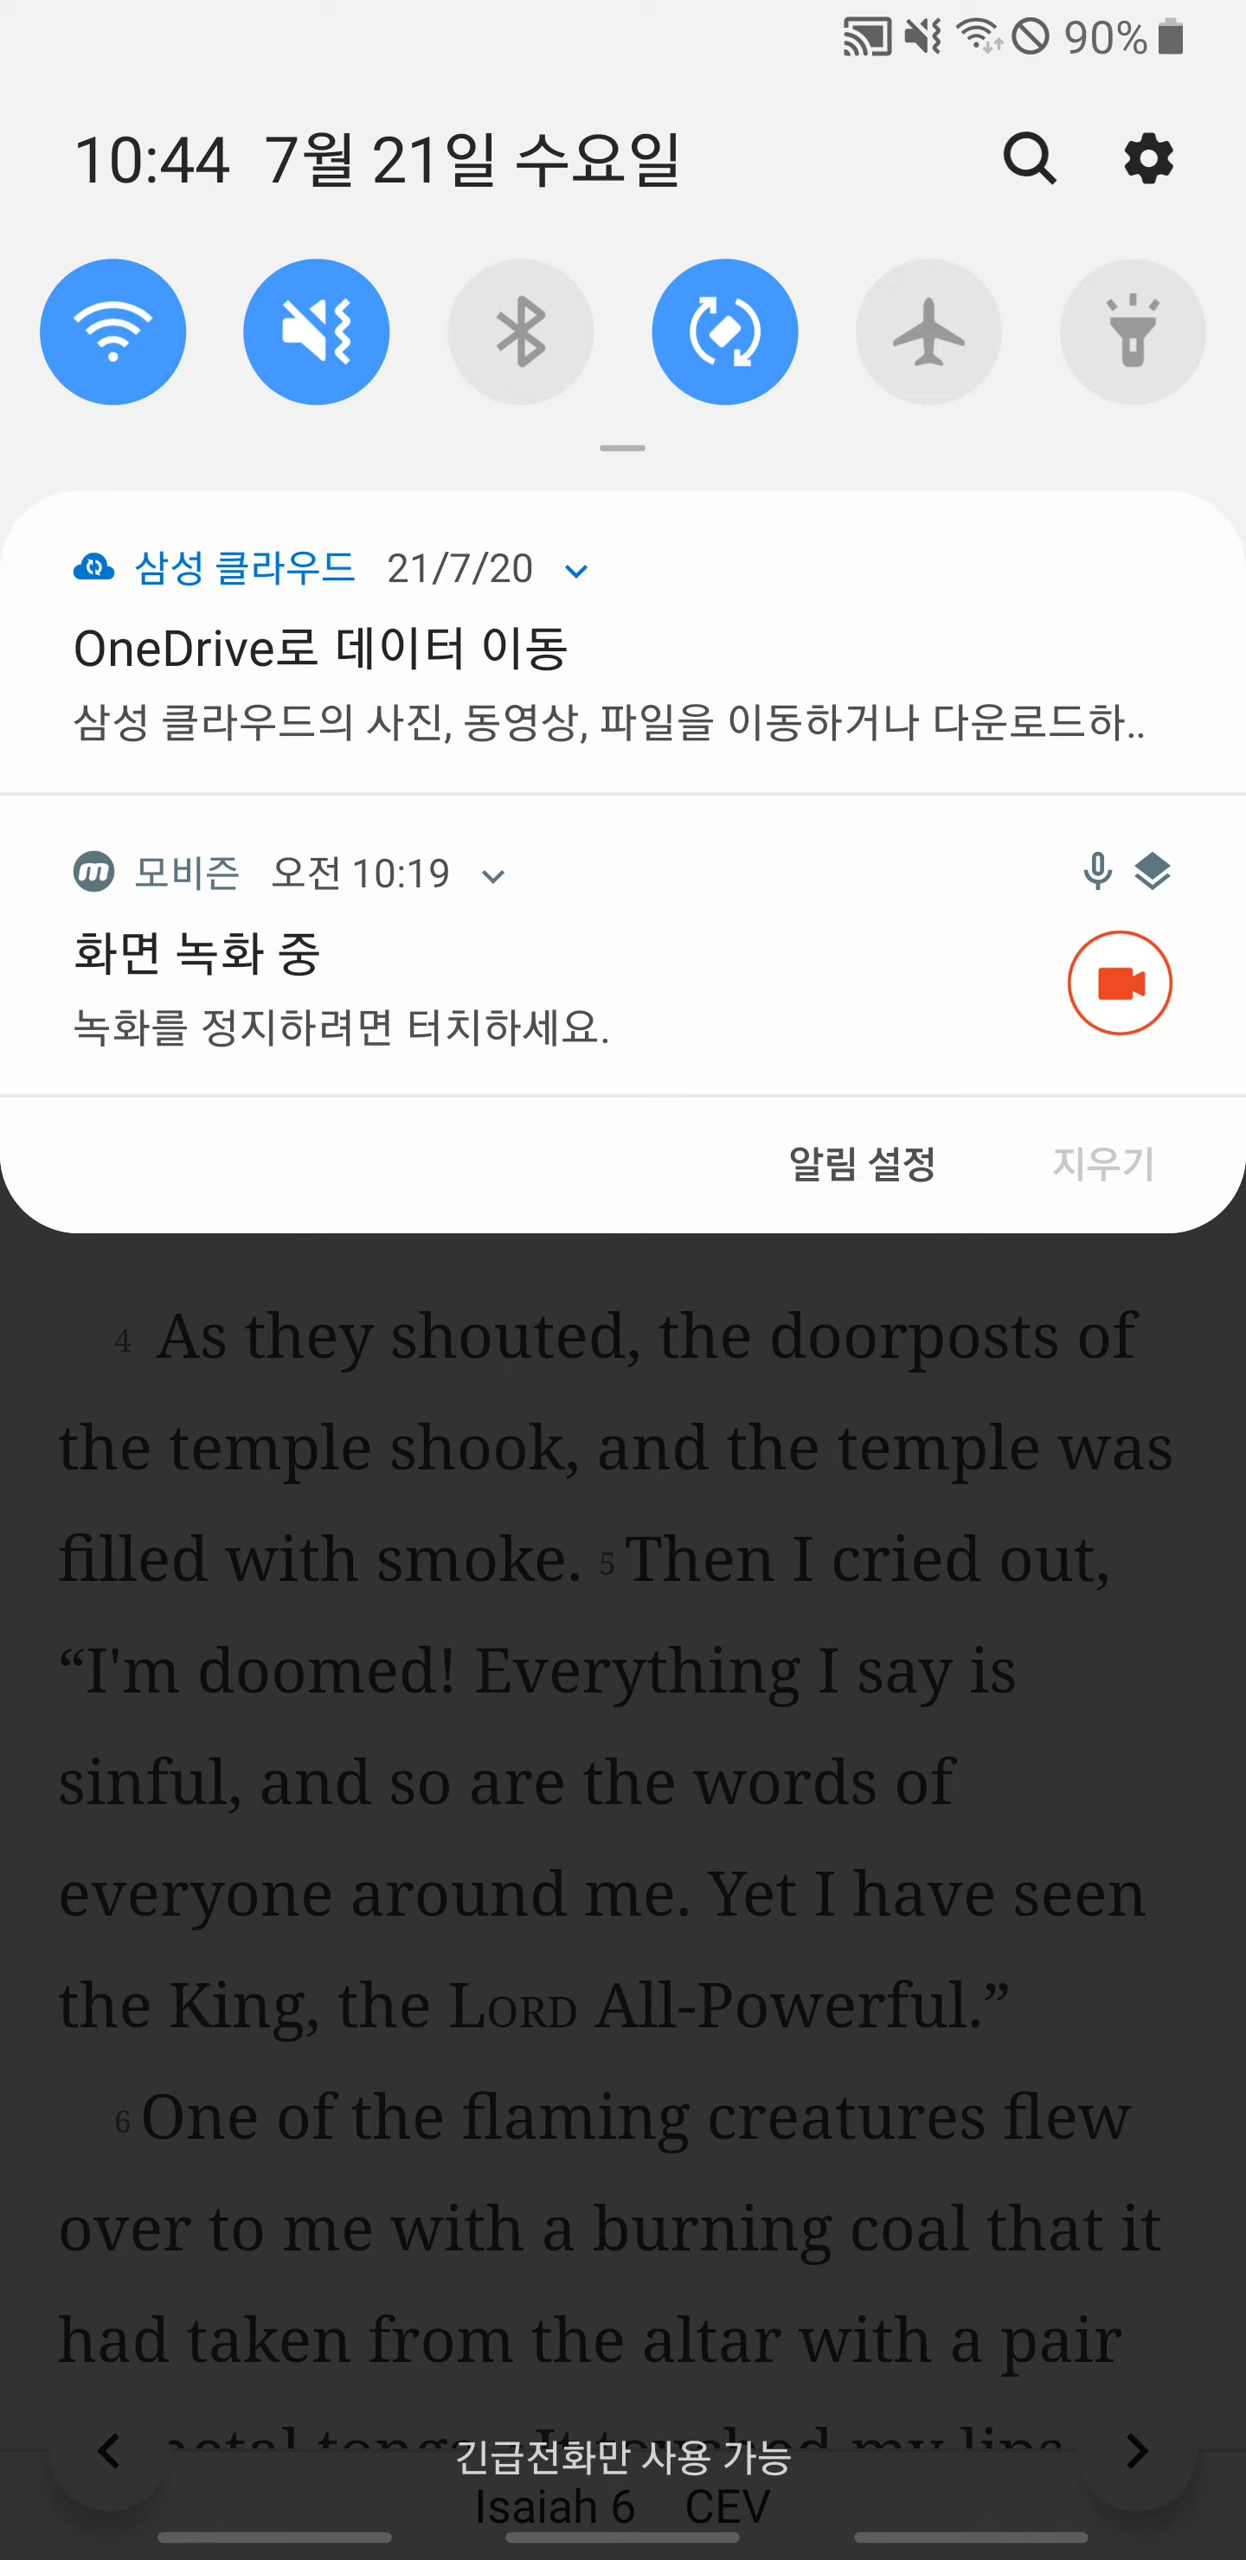 90%
10:44 7월 21일 수요일
삼성 클라우드 21/7/20
OneDrive로 데이터 이동
삼성 클라우드의 사진, 동영상, 파일을 이동하거나 다운로드하..
모비즌 오전 10:19
화면 녹화 중
녹화를 정지하려면 터치하세요.
알림 설정 지우기
4 As they shouted, the doorposts of
the temple shook, and the temple was
filled with smoke. 5 Then I cried out,
“I'm doomed! Everything I say is
sinful, and so are the words of
everyone around me. Yet I have seen
the King, the LORD All-Powerful.”
6 One of the flaming creatures flew
over to me with a burning coal that it
had taken from the altar with a pair
my lips
긴급전화만 사용 가능
Isaiah 6 CEV